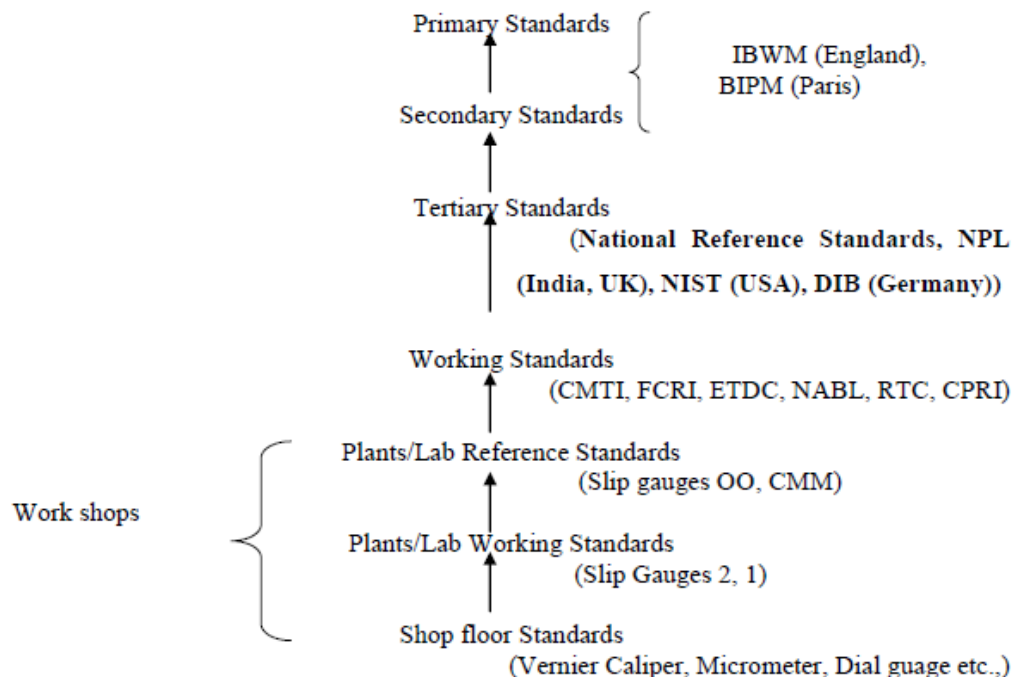 Primary Standards
IBWM (England),
BIPM (Paris)
Secondary Standards
Tertiary Standards
(National Reference Standards, NPL
(India, UK), NIST (USA), DIB (Germany))
Working Standards
(CMTI, FCRI, ETDC, NABL, RTC, CPRI)
Plants/Lab Reference Standards
(Slip gauges OO, CMM)
Work shops
Plants/Lab Working Standards
(Slip Gauges 2, 1)
Shop floor Standards
(Vernier Caliper, Micrometer, Dial guage etc.,)